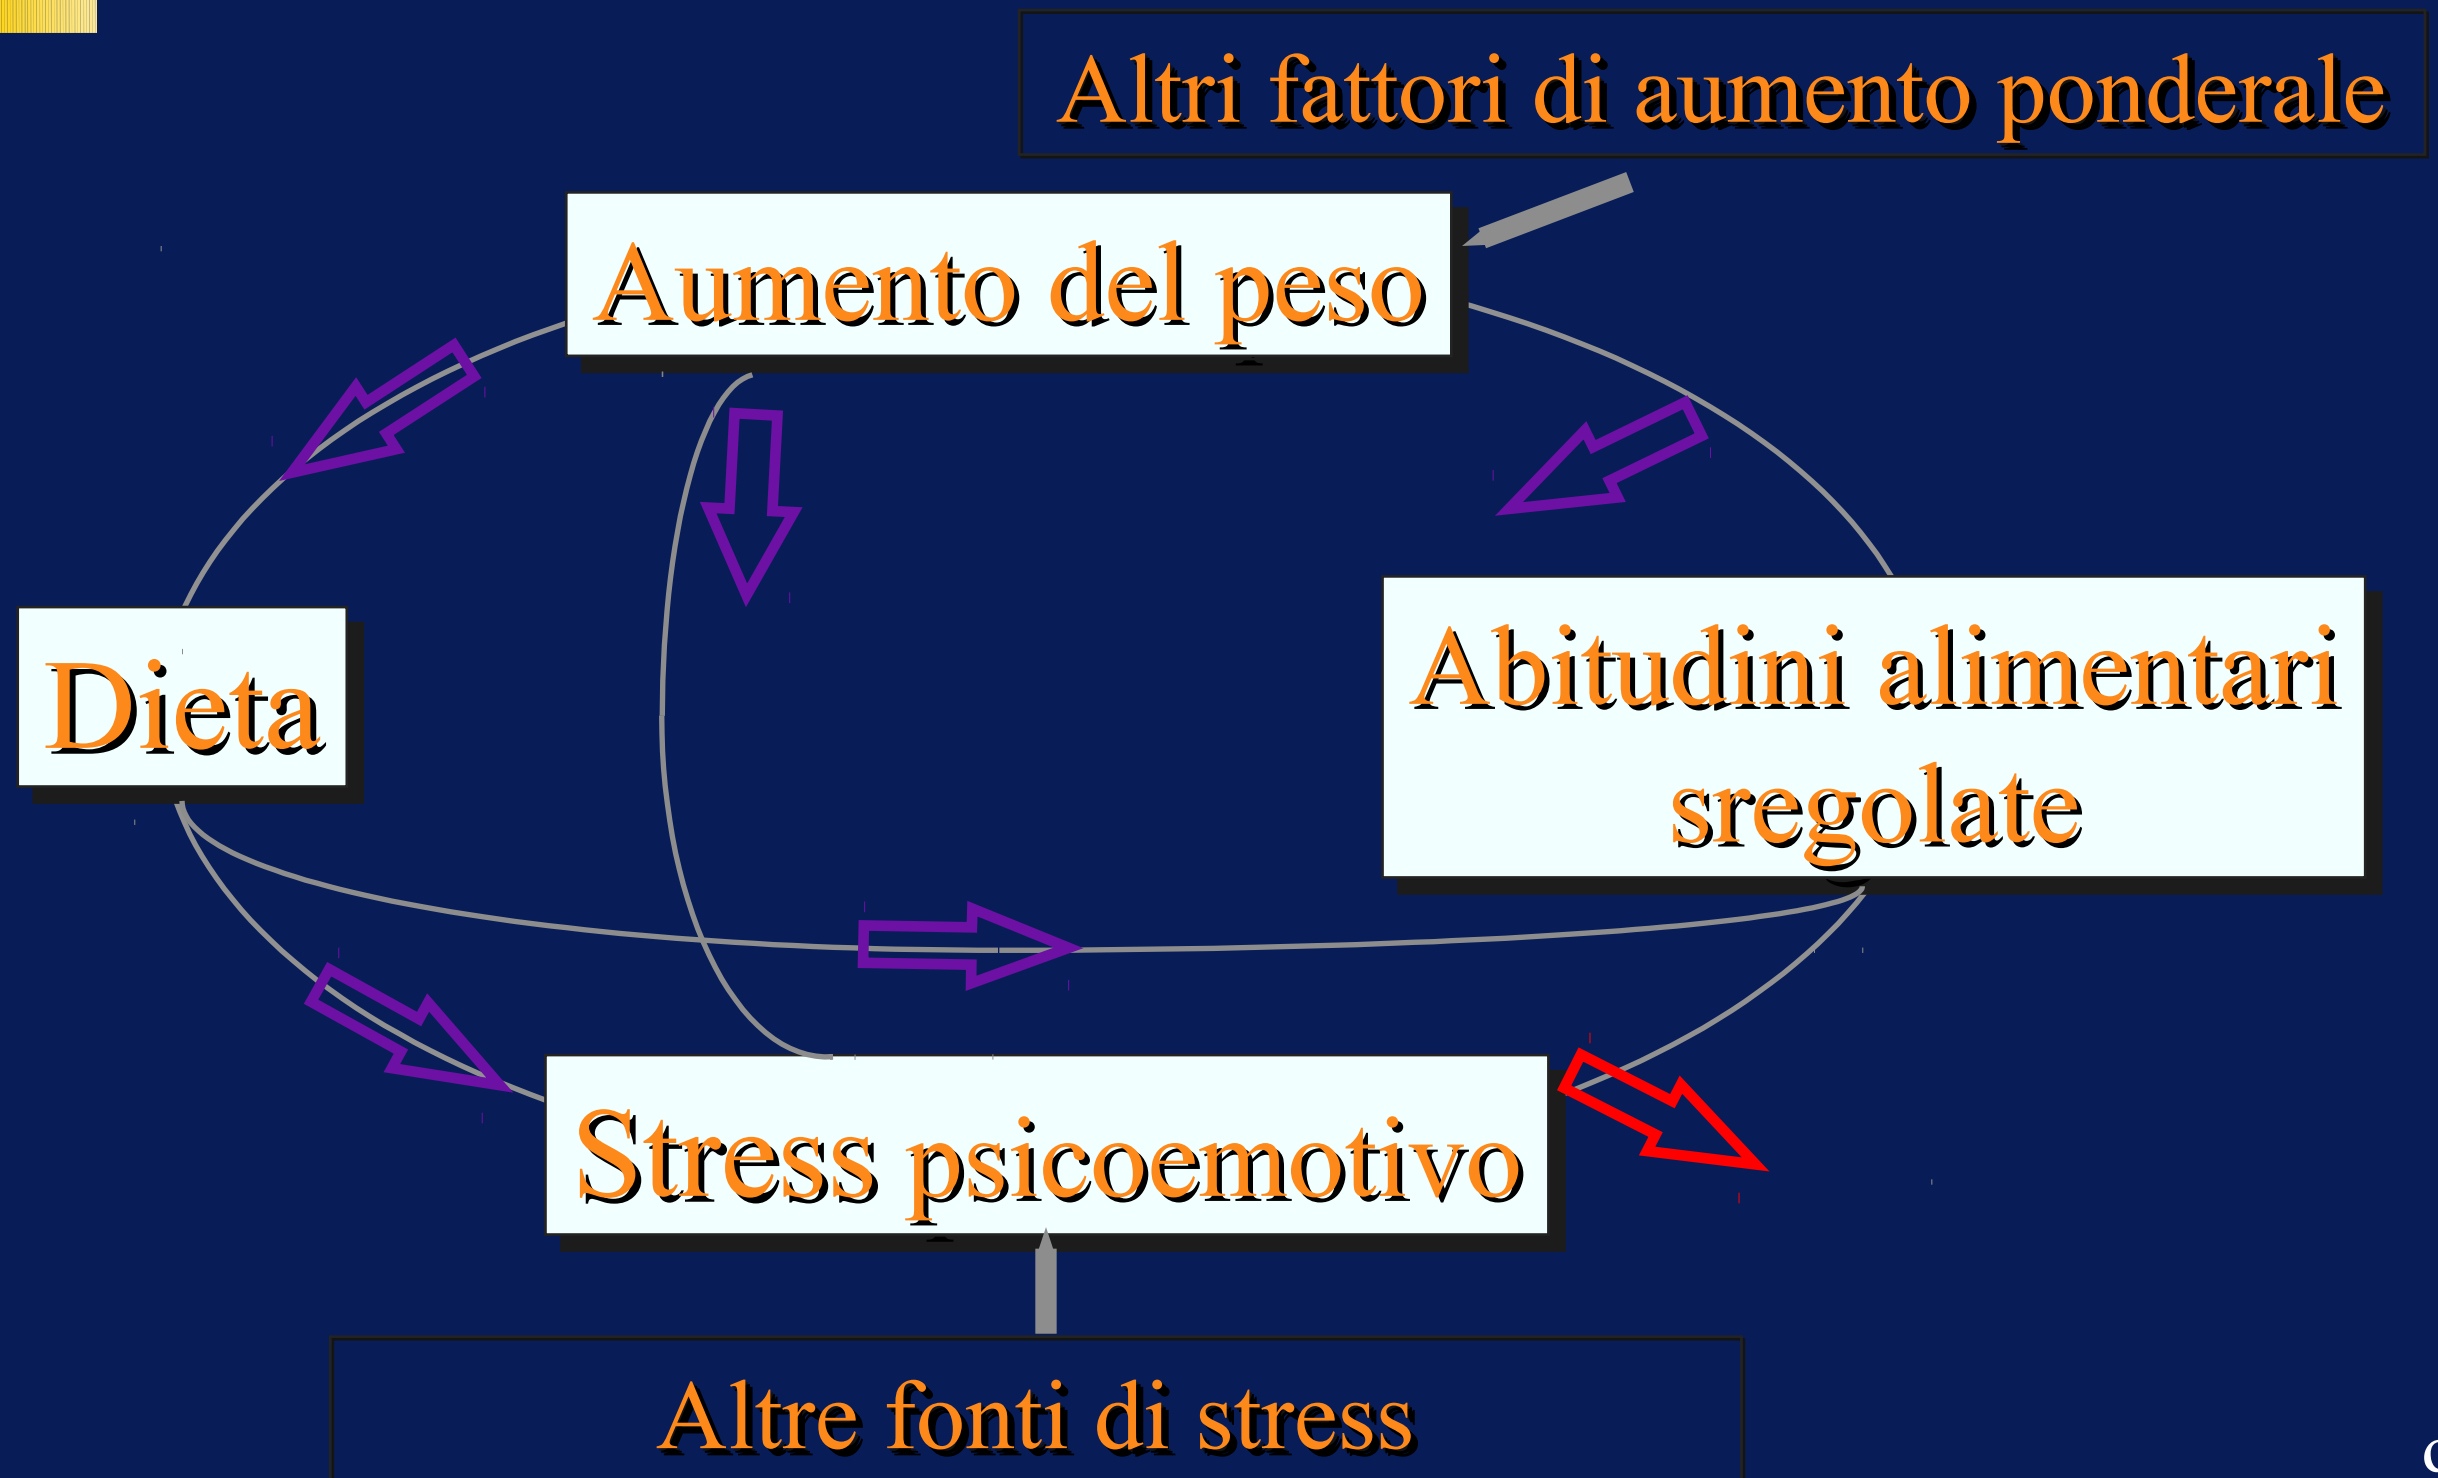 Altri fattori di aumento ponderale
Aumento del peso
Dieta
Abitudini alimentari
sregolate
Stress psicoemotivo
Altre fonti di stress